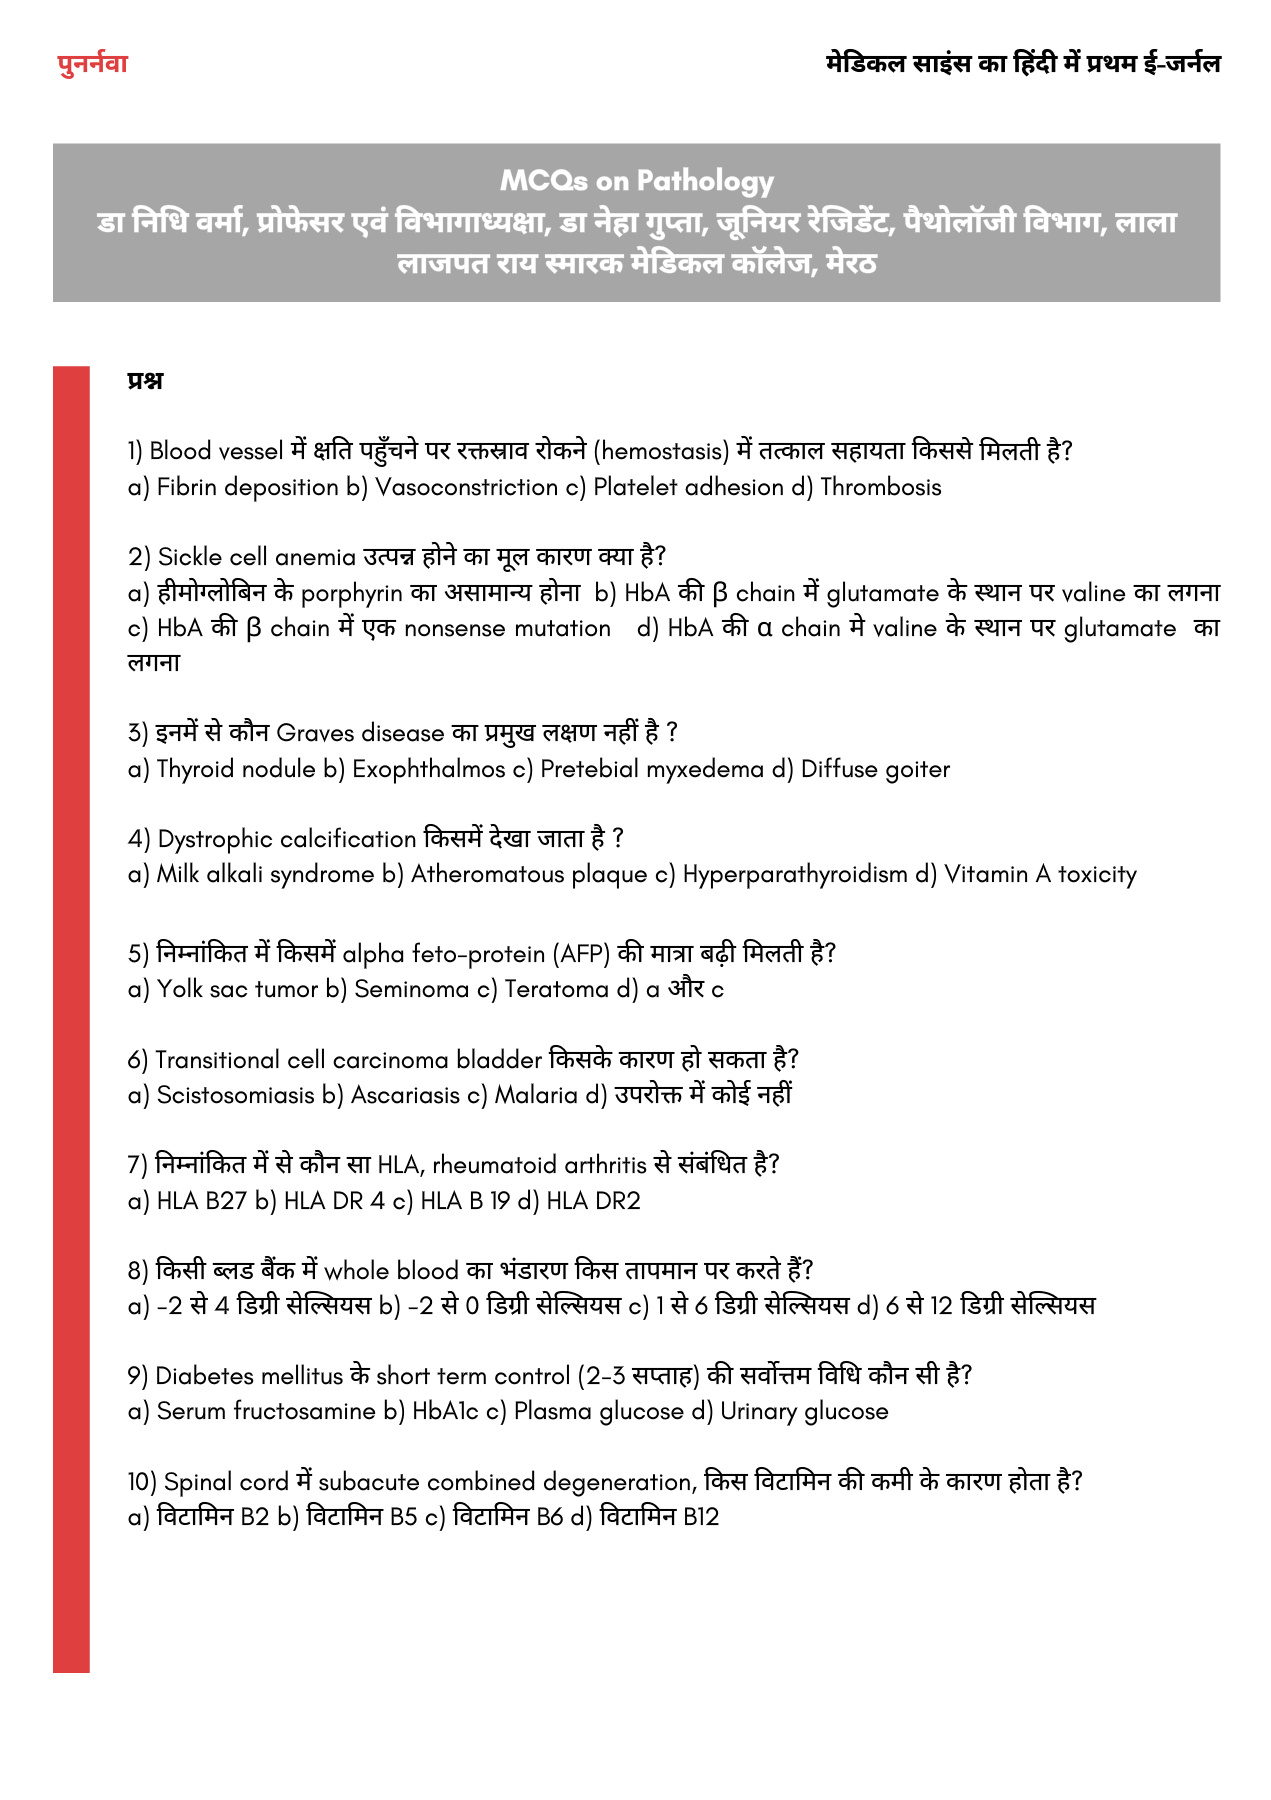 पुनर्नवा
मेडिकल साइंस का हिंदी में प्रथम ई-जर्नल
MCQs on Pathology
डा निधि वर्मा, प्रोफेसर एवं विभागाध्यक्षा, डा नेहा गुप्ता, जूनियर रेजिडेंट, पैथोलॉजी विभाग, लाला
लाजपत राय स्मारक मेडिकल कॉलेज, मेरठ
प्रश्न
1) Blood vessel में क्षति पहुँचने पर रक्तस्राव रोकने (hemostasis) में तत्काल सहायता किससे मिलती है?
a) Fibrin deposition b) Vasoconstriction c) Platelet adhesion d) Thrombosis
2) Sickle cell anemia उत्पन्न होने का मूल कारण क्या है?
a) हीमोग्लोबिन के porphyrin का असामान्य होना b) HbA की β chain में glutamate के स्थान पर valine का लगना
c) HbA की β chain में एक nonsense mutation d) HbA की α chain मे valine के स्थान पर glutamate का
लगना
3) इनमें से कौन Graves disease का प्रमुख लक्षण नहीं है ?
a) Thyroid nodule b) Exophthalmos c) Pretebial myxedema d) Diffuse goiter
4) Dystrophic calcification किसमें देखा जाता है ?
a) Milk alkali syndrome b) Atheromatous plaque c) Hyperparathyroidism d) Vitamin A toxicity
5) निम्नांकित में किसमें alpha feto-protein (AFP) की मात्रा बढ़ी मिलती है?
a) Yolk sac tumor b) Seminoma c) Teratoma d) a और c
6) Transitional cell carcinoma bladder किसके कारण हो सकता है?
a) Scistosomiasis b) Ascariasis c) Malaria d) उपरोक्त में कोई नहीं
7) निम्नांकित में से कौन सा HLA, rheumatoid arthritis से संबंधित है?
a) HLA B27 b) HLA DR 4 c) HLA B 19 d) HLA DR2
8) किसी ब्लड बैंक में whole blood का भंडारण किस तापमान पर करते हैं?
a) -2 से 4 डिग्री सेल्सियस b) -2 से 0 डिग्री सेल्सियस c) 1 से 6 डिग्री सेल्सियस d) 6 से 12 डिग्री सेल्सियस
9) Diabetes mellitus के short term control (2-3 सप्ताह) की सर्वोत्तम विधि कौन सी है?
a) Serum fructosamine b) HbA1c c) Plasma glucose d) Urinary glucose
10) Spinal cord में subacute combined degeneration, किस विटामिन की कमी के कारण होता है?
a) विटामिन B2 b) विटामिन B5 c) विटामिन B6 d) विटामिन B12